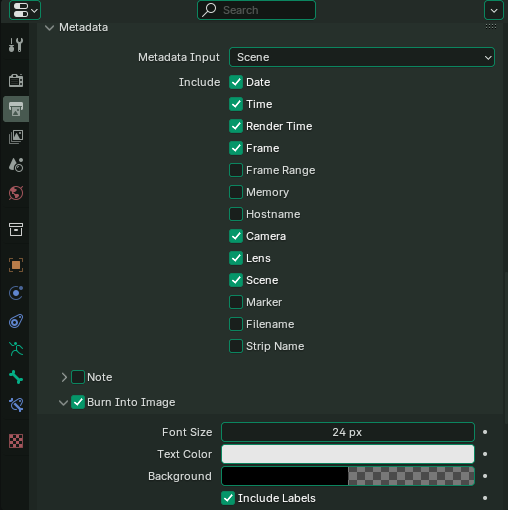 Search
Metadata
Metadata Input Scene
Include Date
Time
Render Time
Frame
Frame Range
Memory
Hostname
Camera
Lens
Scene
Marker
Filename
Strip Name
Note
Burn Into Image
Font Size 24 px
Text Color
Background
Include Labels